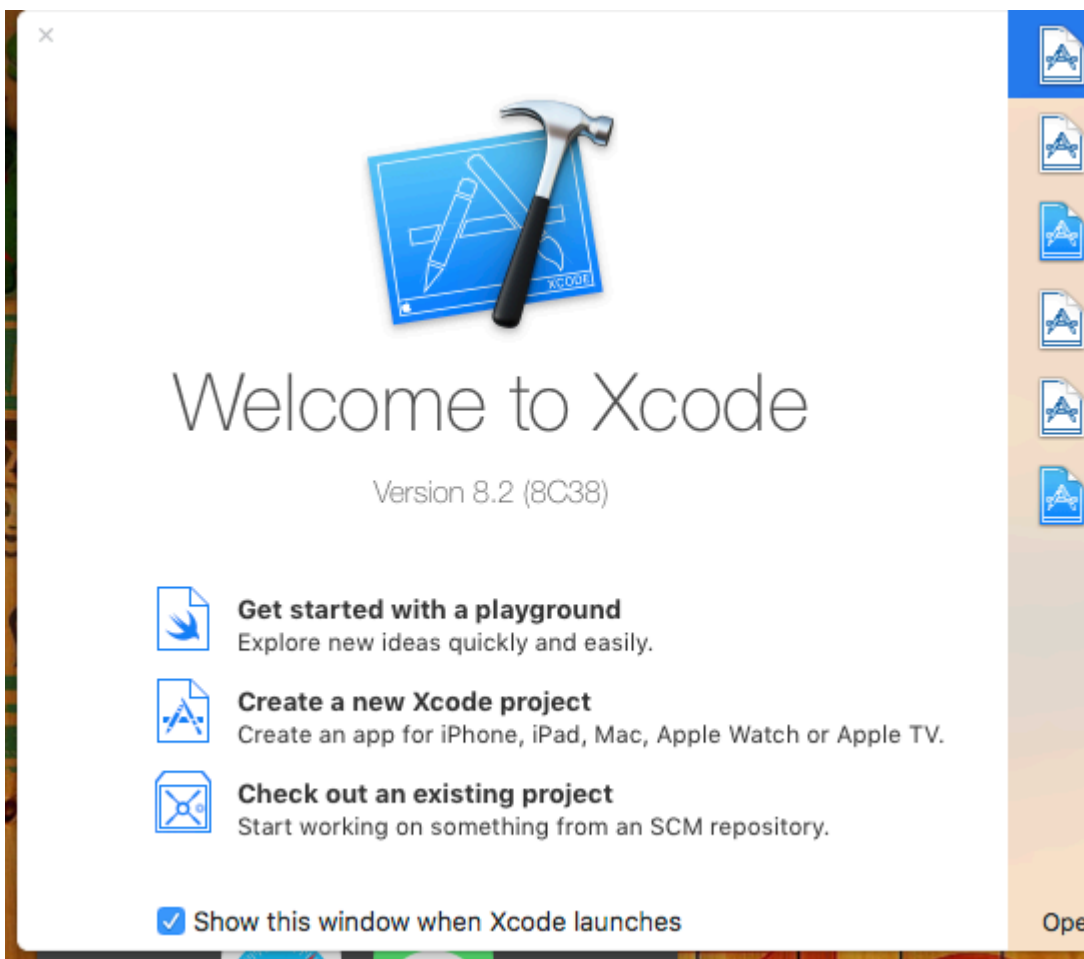 XCODE
Welcome to Xcode
Version 8.2 (8C38)
Get started with a playground
Explore new ideas quickly and easily.
Create a new Xcode project
Create an app for iPhone, iPad, Mac, Apple Watch or Apple TV.
Check out an existing project
Start working on something from an SCM repository.
Show this window when Xcode launches
Ope